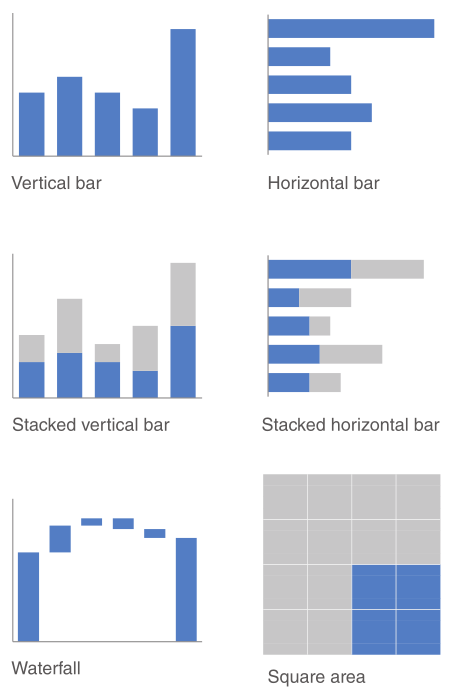 Vertical bar
Horizontal bar
Stacked vertical bar
Stacked horizontal bar
Waterfall
Square area